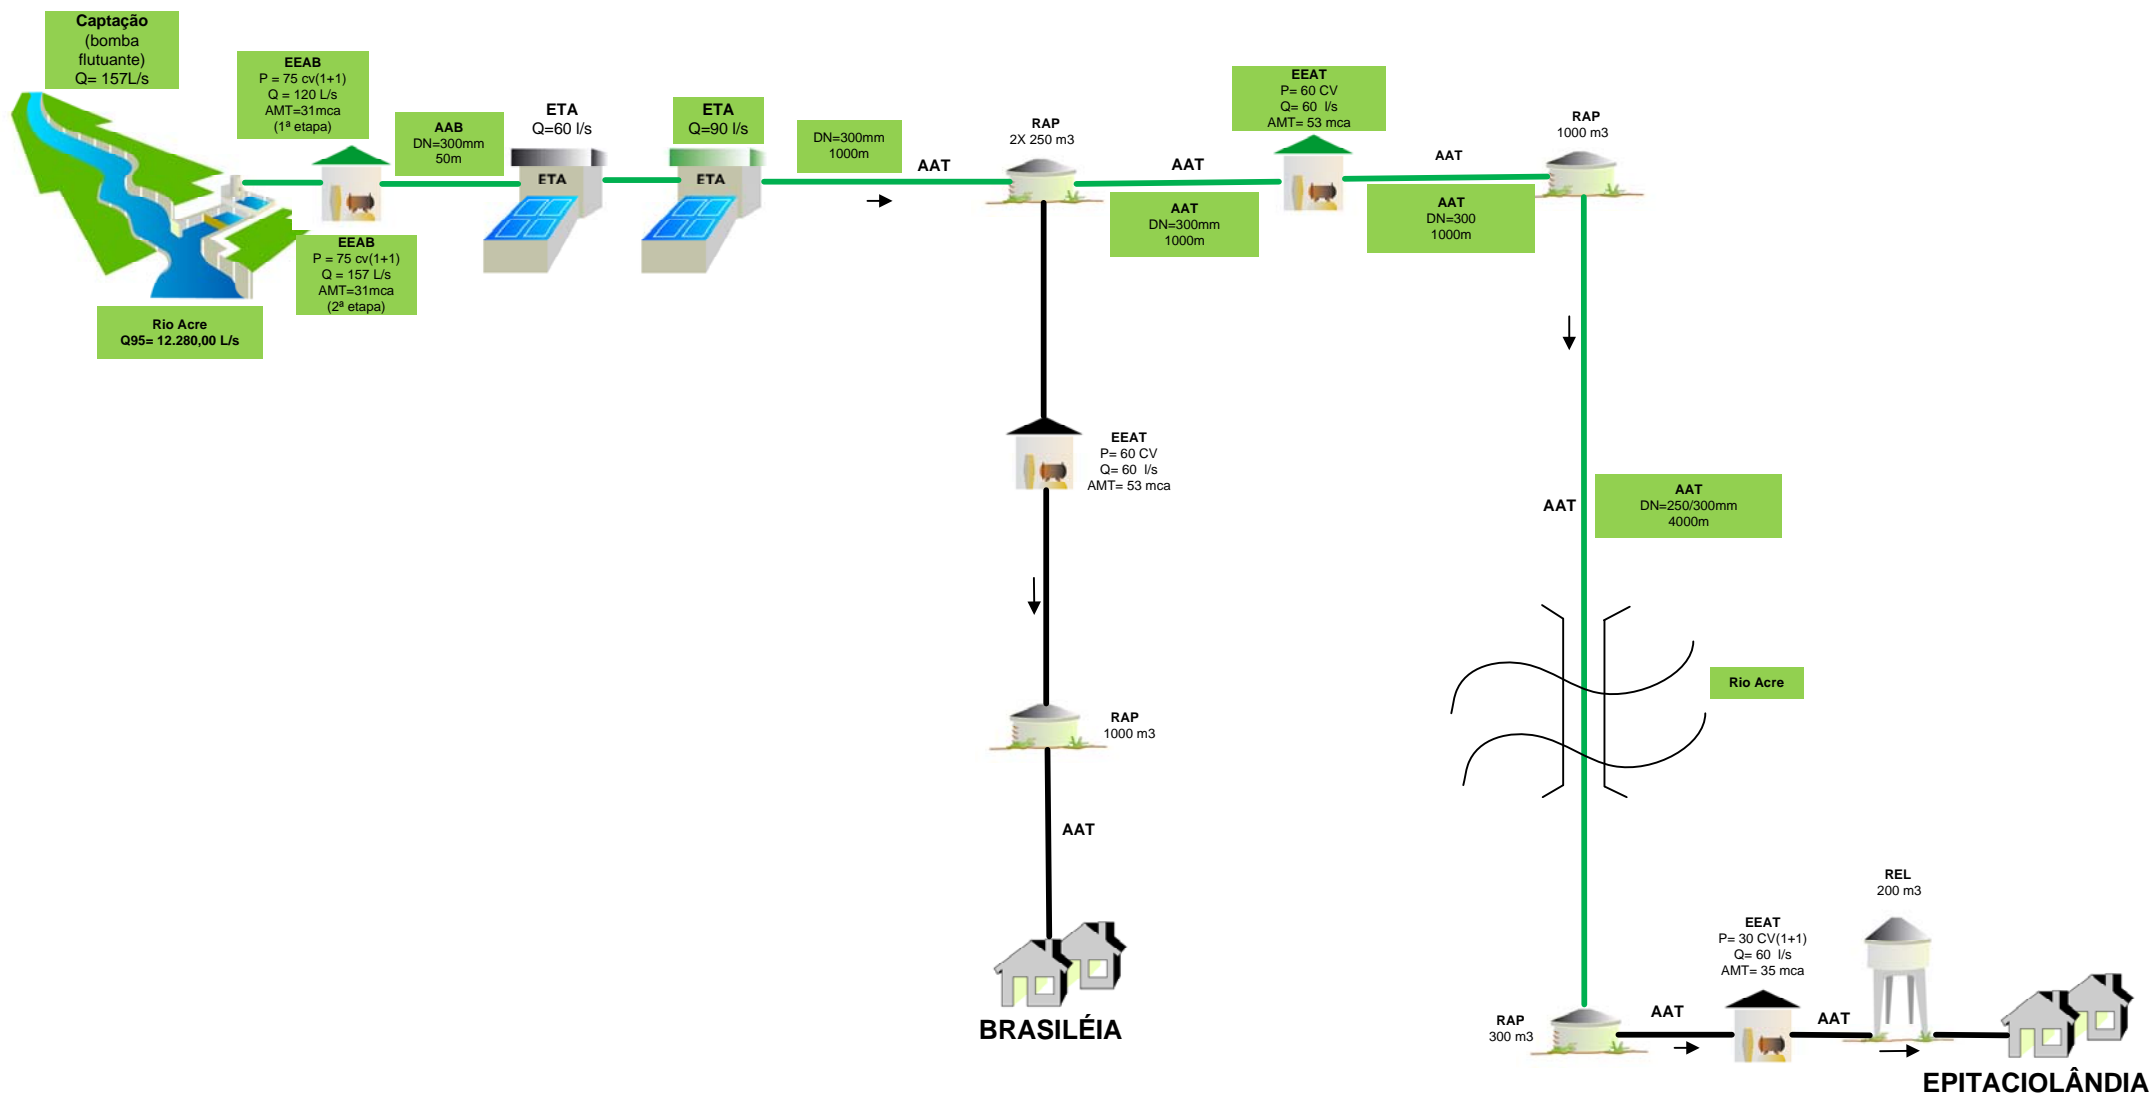 Captação
(bomba
flutuante)
Q= 157L/s
EEAB
P = 75 cv(1+1)
Q = 120 L/s
AMT=31mca
(1ª etapa)
AAB
DN=300mm
50m
ETA
Q=60 l/s
ETA
ETA
Q=90 l/s
ETA
DN=300mm
1000m
AAT
RAP
2X 250 m3
AAT
AAT
DN=300mm
1000m
EEAT
P= 60 CV
Q= 60 l/s
AMT= 53 mca
AAT
AAT
DN=300
1000m
RAP
1000 m3
EEAB
P = 75 cv(1+1)
Q = 157 L/s
AMT=31mca
(2ª etapa)
Rio Acre
Q95= 12.280,00 L/s
EEAT
P= 60 CV
Q= 60 l/s
AMT= 53 mca
AAT
AAT
DN=250/300mm
4000m
Rio Acre
RAP
1000 m3
AAT
BRASILÉIA
RAP
300 m3
AAT
EEAT
P= 30 CV(1+1)
Q= 60 l/s
AMT= 35 mca
AAT
REL
200 m3
EPITACIOLÂNDIA